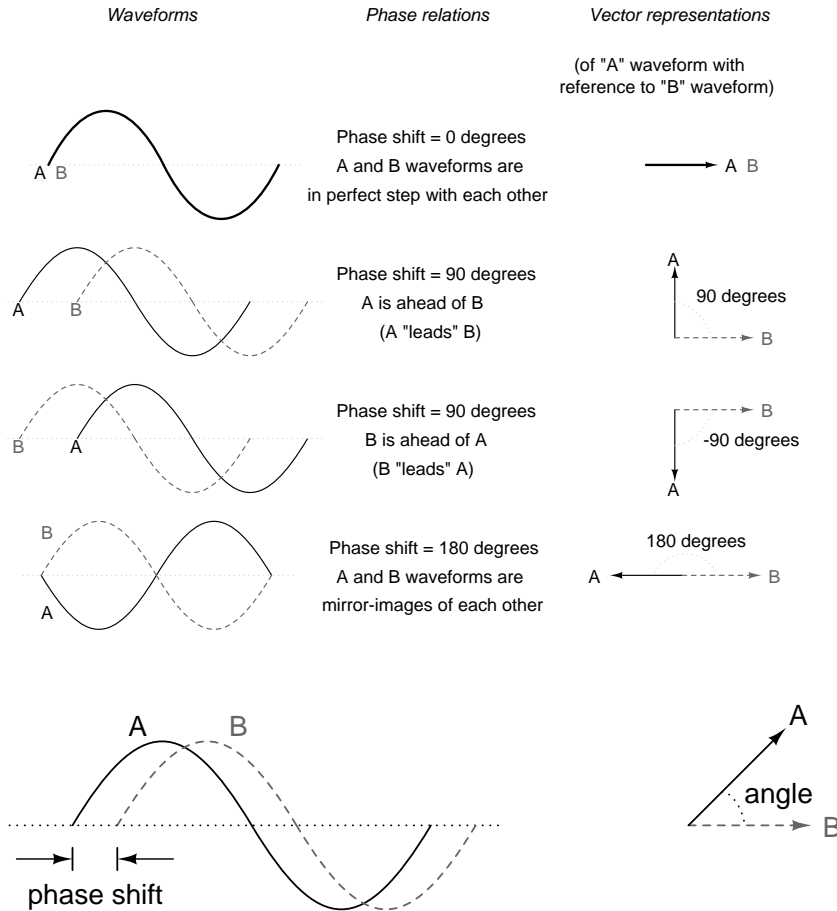 Waveforms
Phase relations
Vector representations
(of "A" waveform with
reference to "B" waveform)
A B
Phase shift = 0 degrees
A and B waveforms are
in perfect step with each other
A B
A
B
Phase shift = 90 degrees
A is ahead of B
(A "leads" B)
A
90 degrees
B
B
A
Phase shift = 90 degrees
B is ahead of A
(B "leads" A)
B
-90 degrees
A
B
A
Phase shift = 180 degrees
A and B waveforms are
mirror-images of each other
180 degrees
A
B
A
B
phase shift
A
angle
B